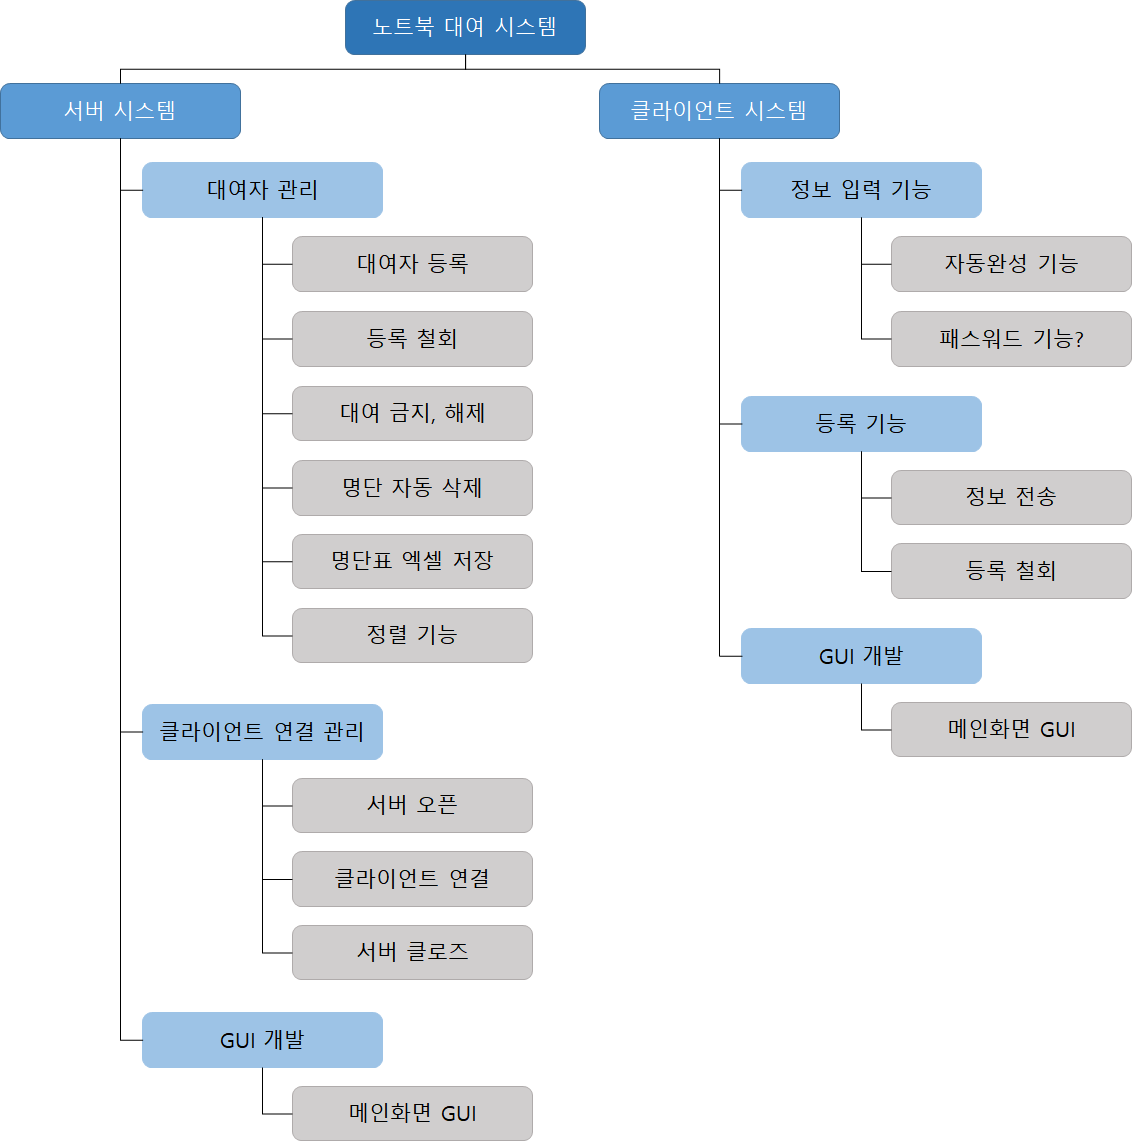 노트북 대여 시스템
서버 시스템
대여자 관리
대여자 등록
등록 철회
대여 금지, 해제
명단 자동 삭제
명단표 엑셀 저장
정렬 기능
클라이언트 연결 관리
서버 오픈
클라이언트 연결
서버 클로즈
GUI 개발
메인화면 GUI
클라이언트 시스템
정보 입력 기능
자동완성 기능
패스워드 기능?
등록 기능
정보 전송
등록 철회
GUI 개발
메인화면 GUI